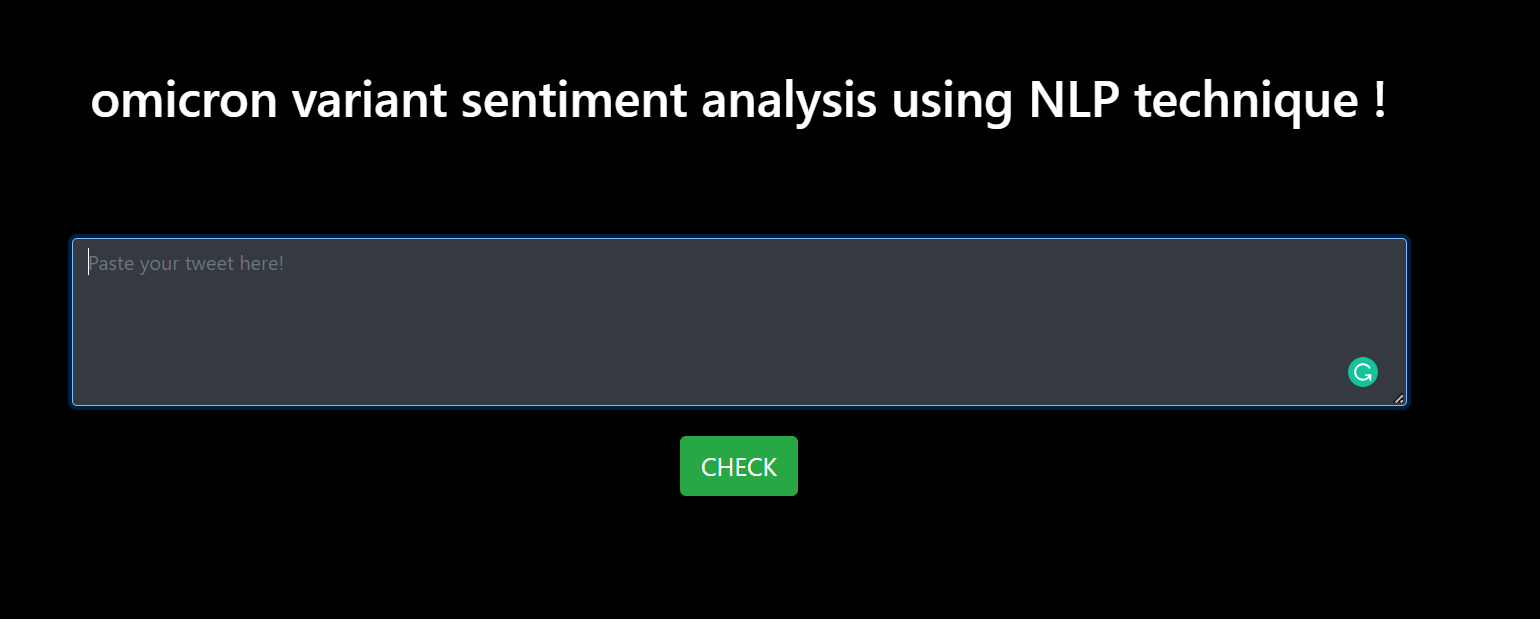 omicron variant sentiment analysis using NLP technique !
Paste your tweet here!
CHECK